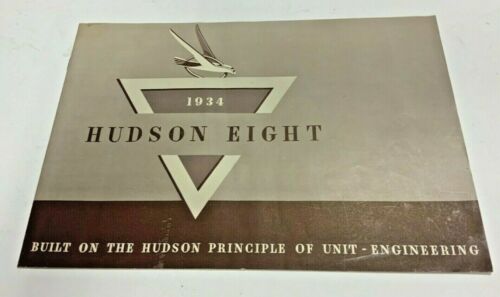 1934
HUDSON EIGHT
BUILT ON THE HUDSON PRINCIPLE OF UNIT - ENGINEERING